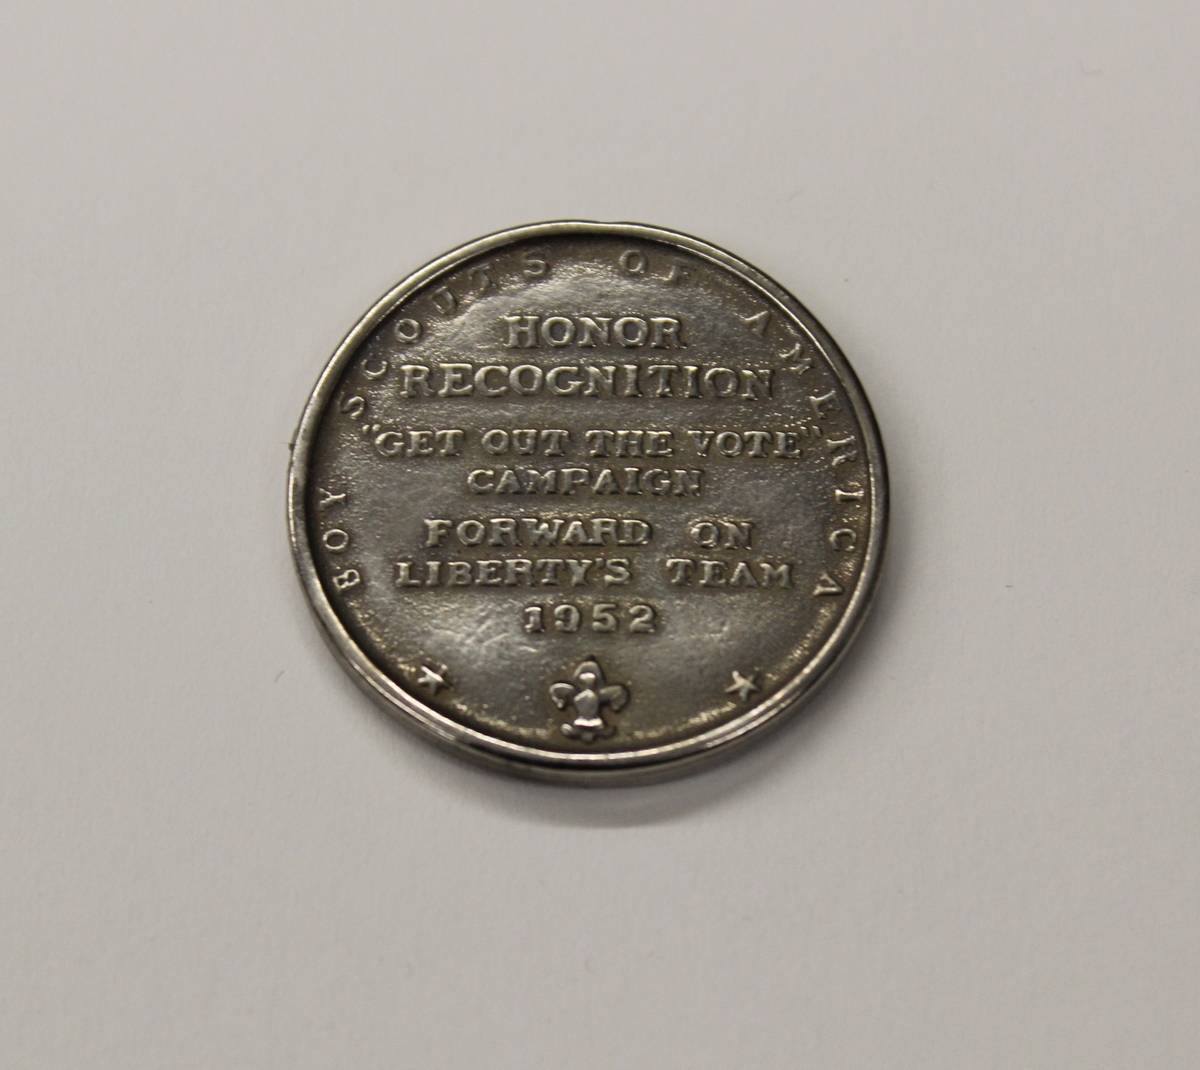 BOY SCOUTS OF AMERICA
HONOR
RECOGNITION
"GET OUT THE VOTE"
CAMPAIGN
FORWARD ON
LIBERTY'S TEAM
1952